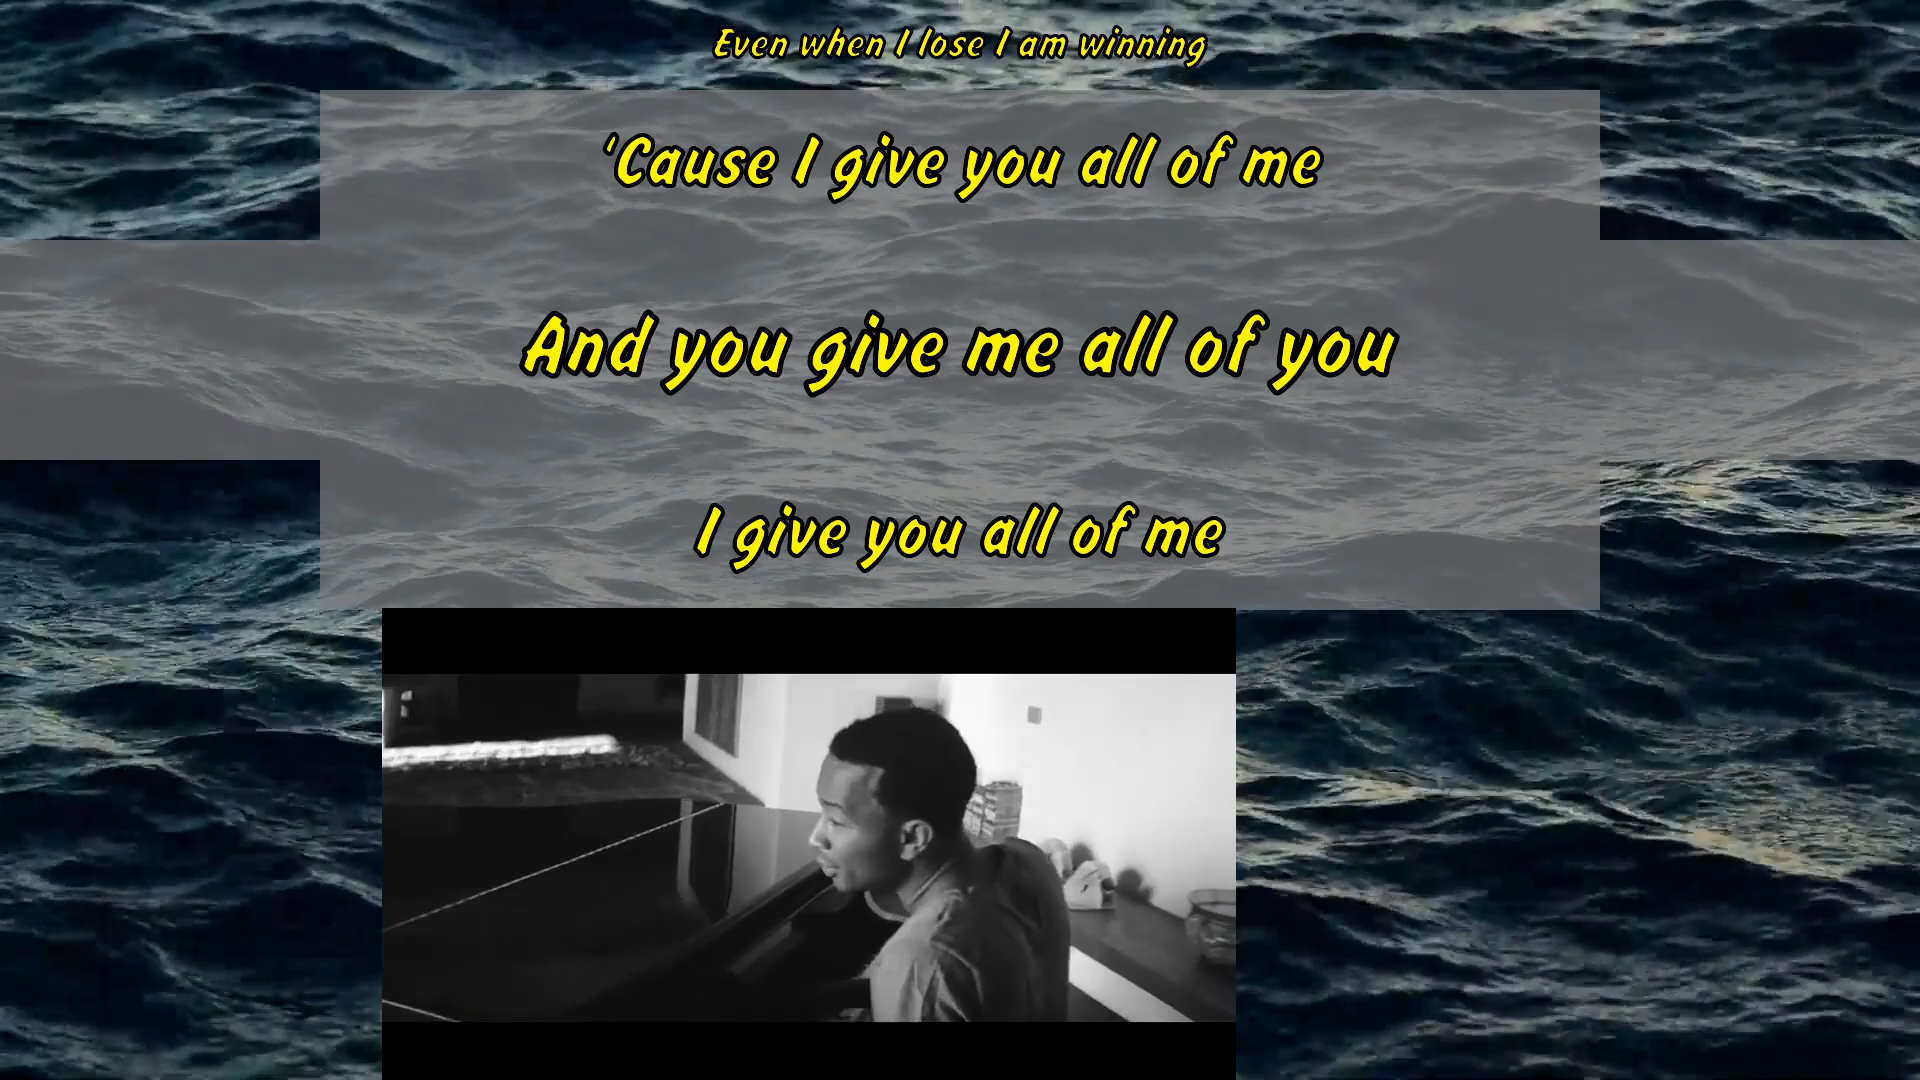 Even when I lose I am winning
'Cause I give you all of me
And you give me all of you
I give you all of me